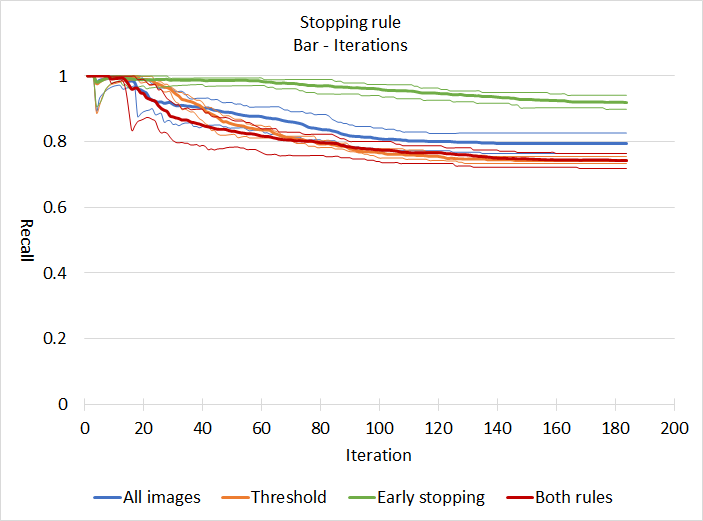 Stopping rule
Bar - Iterations
1
0.8
0.6
0.4
0.2
0
Recall
0 20 40 60 80 100 120 140 160 180 200
Iteration
All images Threshold Early stopping Both rules